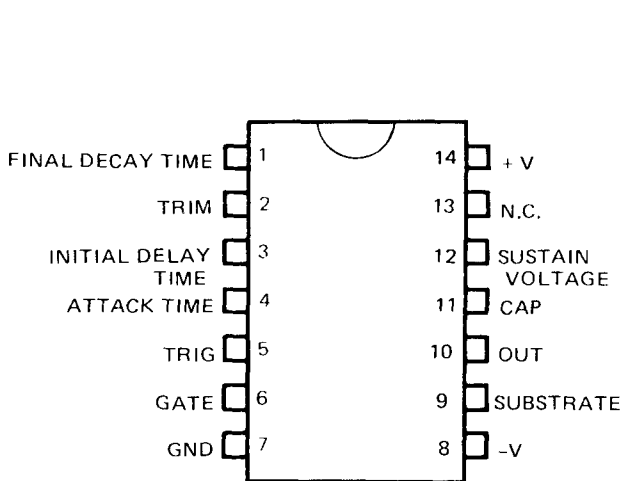 FINAL DECAY TIME 1
TRIM 2
INITIAL DELAY 3
TIME
ATTACK TIME 4
TRIG 5
GATE 6
GND 7
14 + V
13 N.C.
12 SUSTAIN
VOLTAGE
11 CAP
10 OUT
9 SUBSTRATE
8 -V